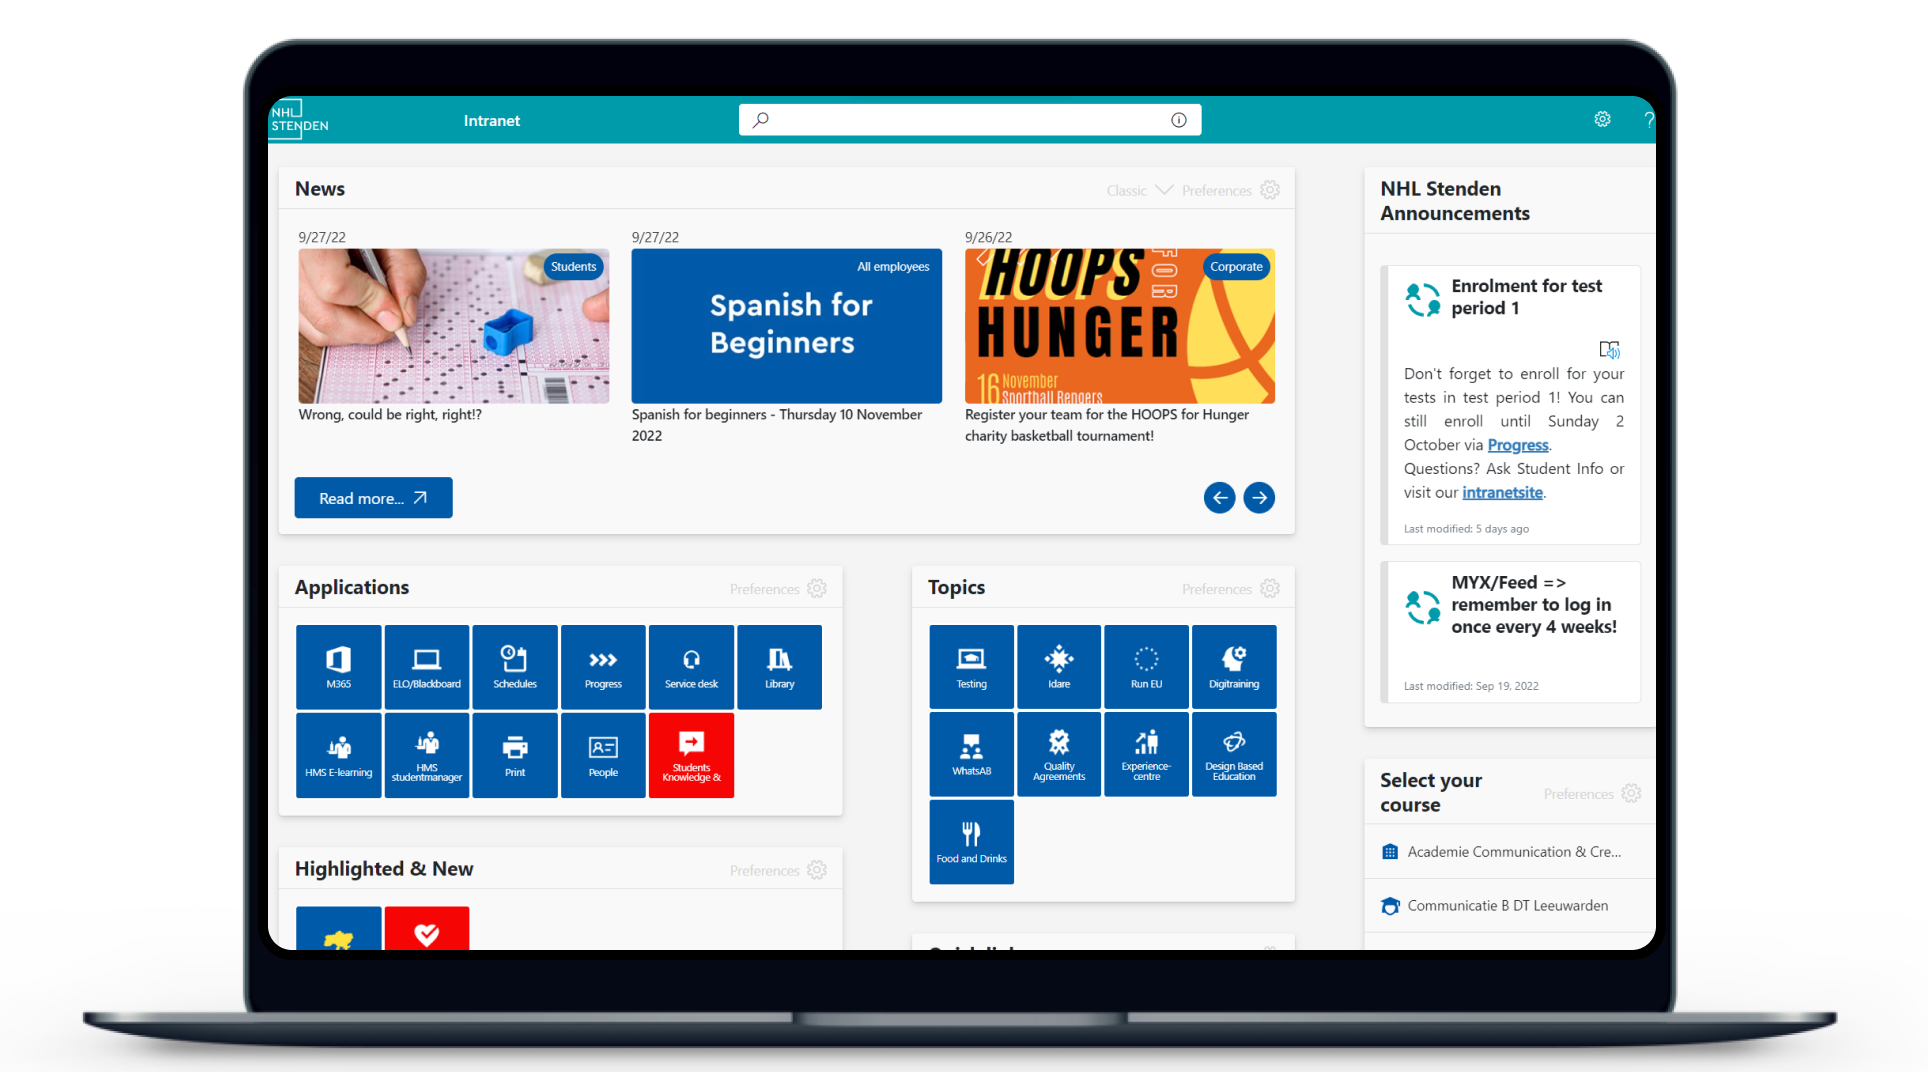 NHL
STENDEN
Intranet
?
News
Classic
Preferences
9/27/22
Students
Wrong, could be right, right!?
9/27/22
All employees
Spanish for
Beginners
Spanish for beginners - Thursday 10 November
2022
9/26/22
Corporate
HOOPS
FOR
HUNGER
16 November
Sporthall Rengers
Register your team for the HOOPS for Hunger
charity basketball tournament!
Read more...
NHL Stenden
Announcements
Enrolment for test
period 1
Don't forget to enroll for your
tests in test period 1! You can
still enroll until Sunday 2
October via Progress.
Questions? Ask Student Info or
visit our intranetsite.
Last modified: 5 days ago
MYX/Feed =>
remember to log in
once every 4 weeks!
Last modified: Sep 19, 2022
Applications
Preferences
M365
ELO/Blackboard
Schedules
Progress
Service desk
Library
HMS E-learning
HMS
studentmanager
Print
People
Students
Knowledge &
Topics
Preferences
Testing
Idare
Run EU
Digitraining
WhatsAB
Quality
Agreements
Experience-
centre
Design Based
Education
Food and Drinks
Highlighted & New
Preferences
Select your
course
Preferences
Academie Communication & Cre...
Communicatie B DT Leeuwarden